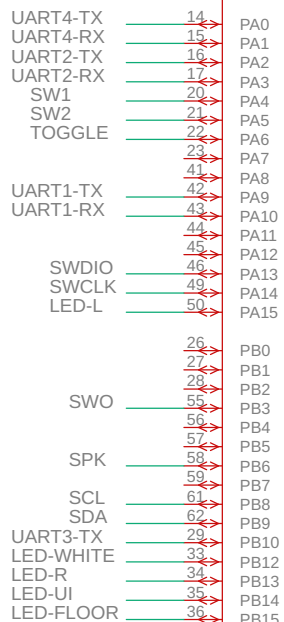 UART4-TX 14 PA0
UART4-RX 15 PA1
UART2-TX 16 PA2
UART2-RX 17 PA3
SW1 20 PA4
SW2 21 PA5
TOGGLE 22 PA6
23 PA7
41 PA8
UART1-TX 42 PA9
UART1-RX 43 PA10
44 PA11
45 PA12
SWDIO 46 PA13
SWCLK 49 PA14
LED-L 50 PA15
26 PB0
27 PB1
28 PB2
SWO 55 PB3
56 PB4
57 PB5
SPK 58 PB6
59 PB7
SCL 61 PB8
SDA 62 PB9
UART3-TX 29 PB10
LED-WHITE 33 PB12
LED-R 34 PB13
LED-UI 35 PB14
LED-FLOOR 36 PB15